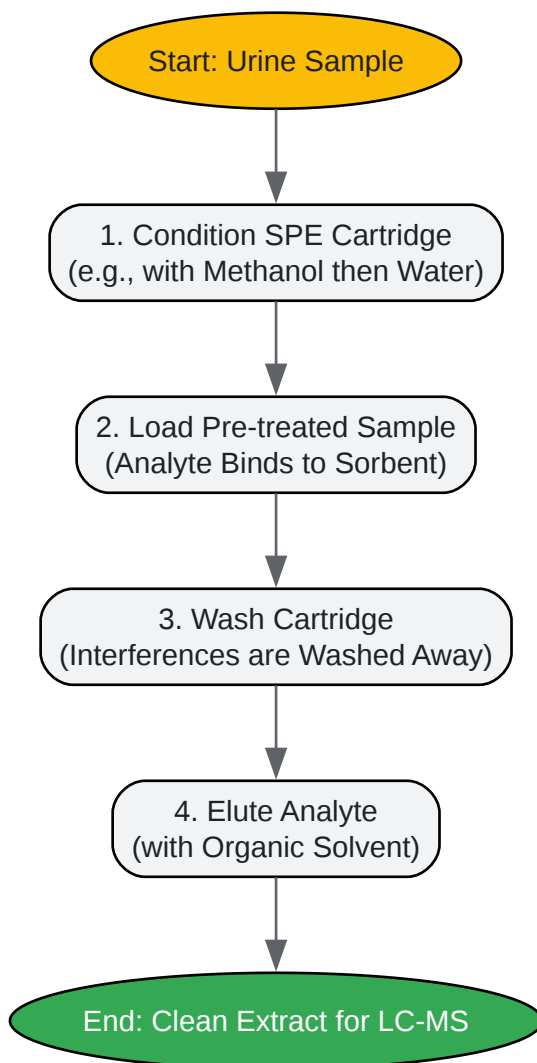 Start: Urine Sample
1. Condition SPE Cartridge
(e.g., with Methanol then Water)
2. Load Pre-treated Sample
(Analyte Binds to Sorbent)
3. Wash Cartridge
(Interferences are Washed Away)
4. Elute Analyte
(with Organic Solvent)
End: Clean Extract for LC-MS